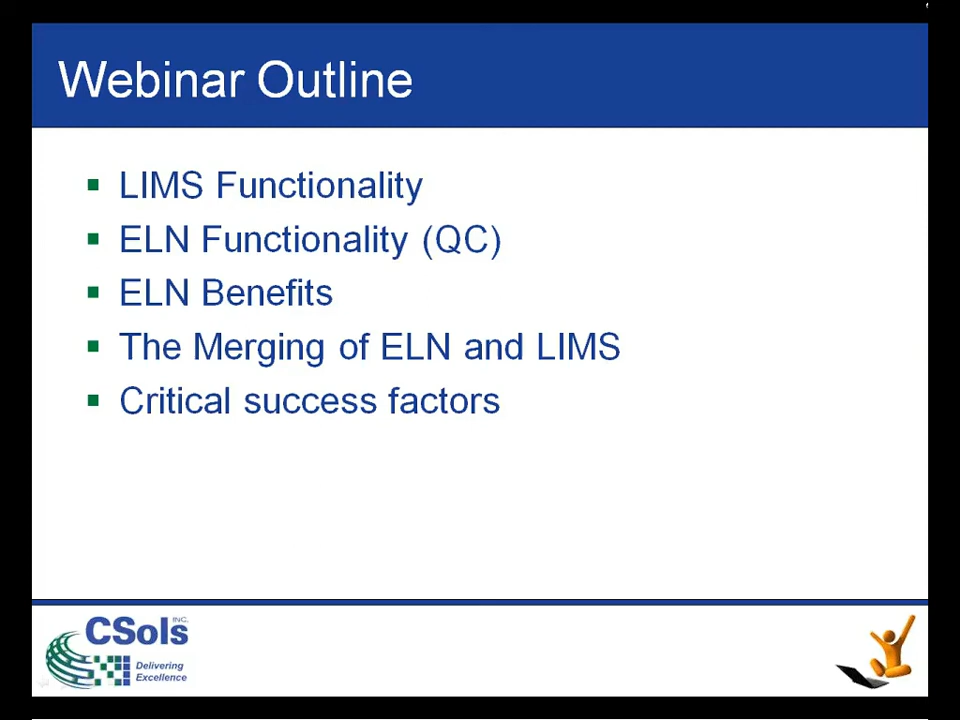 Webinar Outline
LIMS Functionality
ELN Functionality (QC)
ELN Benefits
The Merging of ELN and LIMS
Critical success factors
CSols INC.
Delivering
Excellence